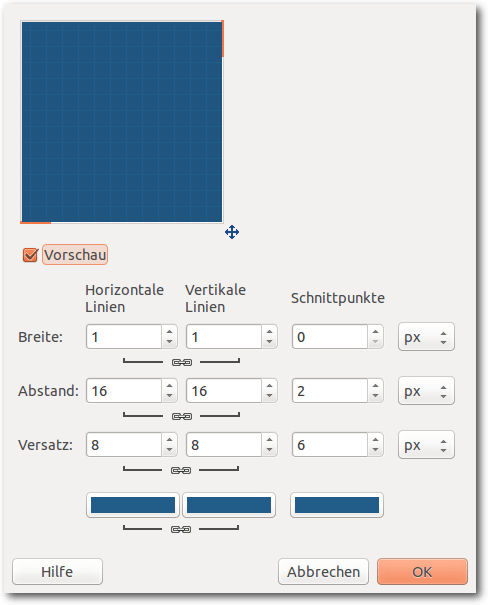 Vorschau
Horizontale Linien
Vertikale Linien
Schnittpunkte
Breite: 1 1 0 px
Abstand: 16 16 2 px
Versatz: 8 8 6 px
Hilfe Abbrechen OK